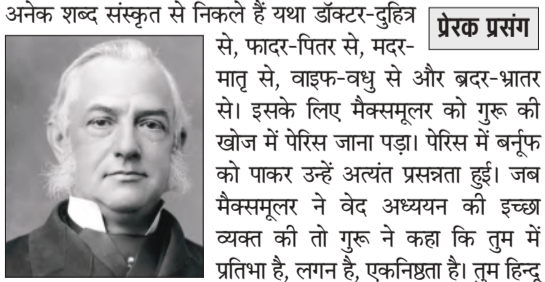 अनेक शब्द संस्कृत से निकले हैं यथा डॉक्टर-दुहित्र
प्रेरक प्रसंग
से, फादर-पितर से, मदर-
मातृ से, वाइफ-वधु से और ब्रदर-भ्रातर
से। इसके लिए मैक्समूलर को गुरू की
खोज में पेरिस जाना पड़ा। पेरिस में बर्नूफ
को पाकर उन्हें अत्यंत प्रसन्नता हुई। जब
मैक्समूलर ने वेद अध्ययन की इच्छा
व्यक्त की तो गुरू ने कहा कि तुम में
प्रतिभा है, लगन है, एकनिष्ठता है। तुम हिन्दू